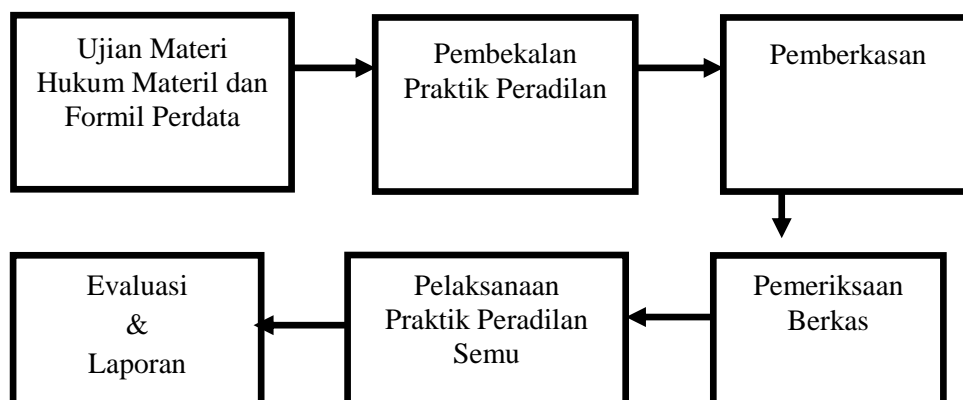 Ujian Materi
Hukum Materil dan
Formil Perdata
Pembekalan
Praktik Peradilan
Pemberkasan
Pemeriksaan
Berkas
Pelaksanaan
Praktik Peradilan
Semu
Evaluasi
&
Laporan